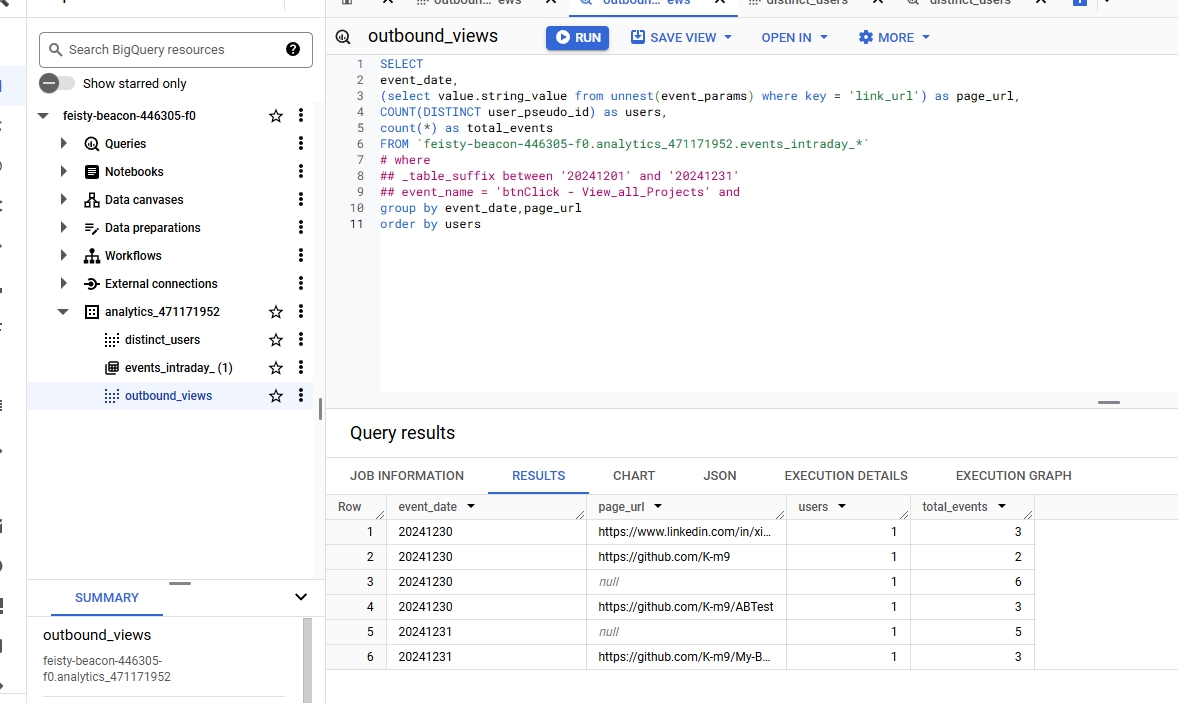 outboun... ews
outboun... ews
distinct_users
distinct_users
Search BigQuery resources
Show starred only
feisty-beacon-446305-f0
Queries
Notebooks
Data canvases
Data preparations
Workflows
External connections
analytics_471171952
distinct_users
events_intraday_ (1)
outbound_views
SUMMARY
outbound_views
feisty-beacon-446305-
f0.analytics_471171952
outbound_views RUN SAVE VIEW OPEN IN MORE
1 SELECT
2 event_date,
3 (select value.string_value from unnest(event_params) where key = 'link_url') as page_url,
4 COUNT(DISTINCT user_pseudo_id) as users,
5 count(*) as total_events
6 FROM `feisty-beacon-446305-f0.analytics_471171952.events_intraday_*`
7 # where
8 ## _table_suffix between '20241201' and '20241231'
9 ## event_name = 'btnClick - View_all_Projects' and
10 group by event_date,page_url
11 order by users
Query results
JOB INFORMATION RESULTS CHART JSON EXECUTION DETAILS EXECUTION GRAPH
Row event_date page_url users total_events
1 20241230 https://www.linkedin.com/in/xi... 1 3
2 20241230 https://github.com/K-m9 1 2
3 20241230 null 1 6
4 20241230 https://github.com/K-m9/ABTest 1 3
5 20241231 null 1 5
6 20241231 https://github.com/K-m9/My-B... 1 3